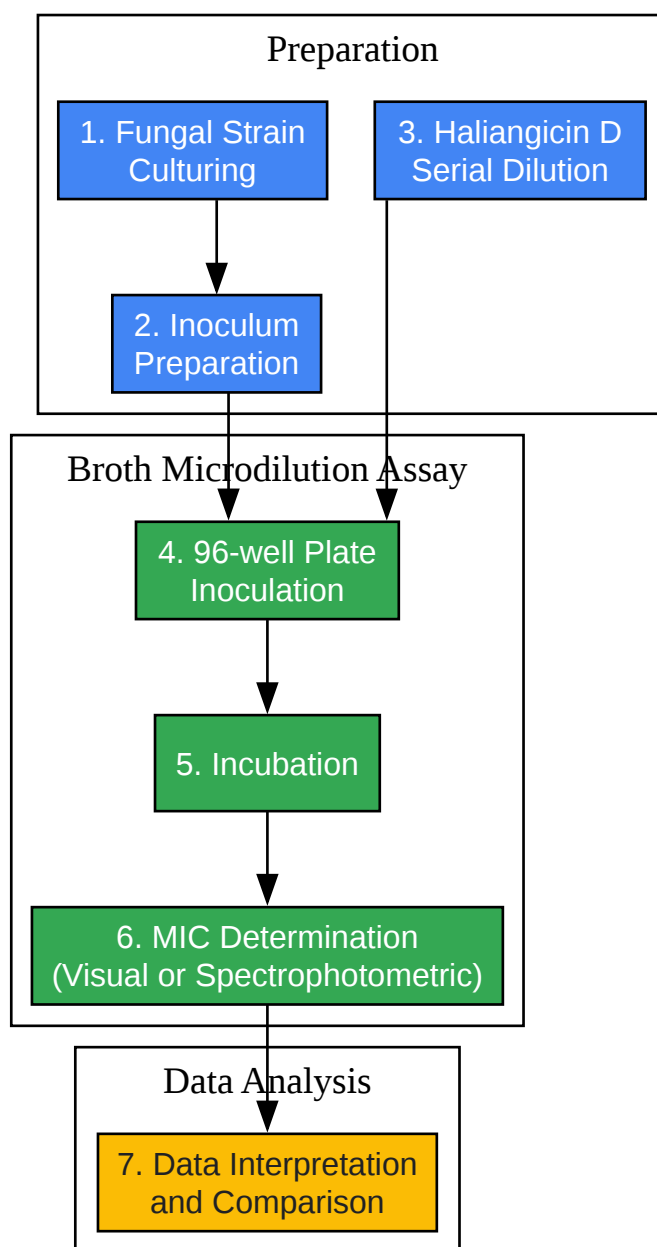 Preparation
1. Fungal Strain
Culturing
3. Haliangicin D
Serial Dilution
2. Inoculum
Preparation
Broth Microdilution Assay
4. 96-well Plate
Inoculation
5. Incubation
6. MIC Determination
(Visual or Spectrophotometric)
Data Analysis
7. Data Interpretation
and Comparison